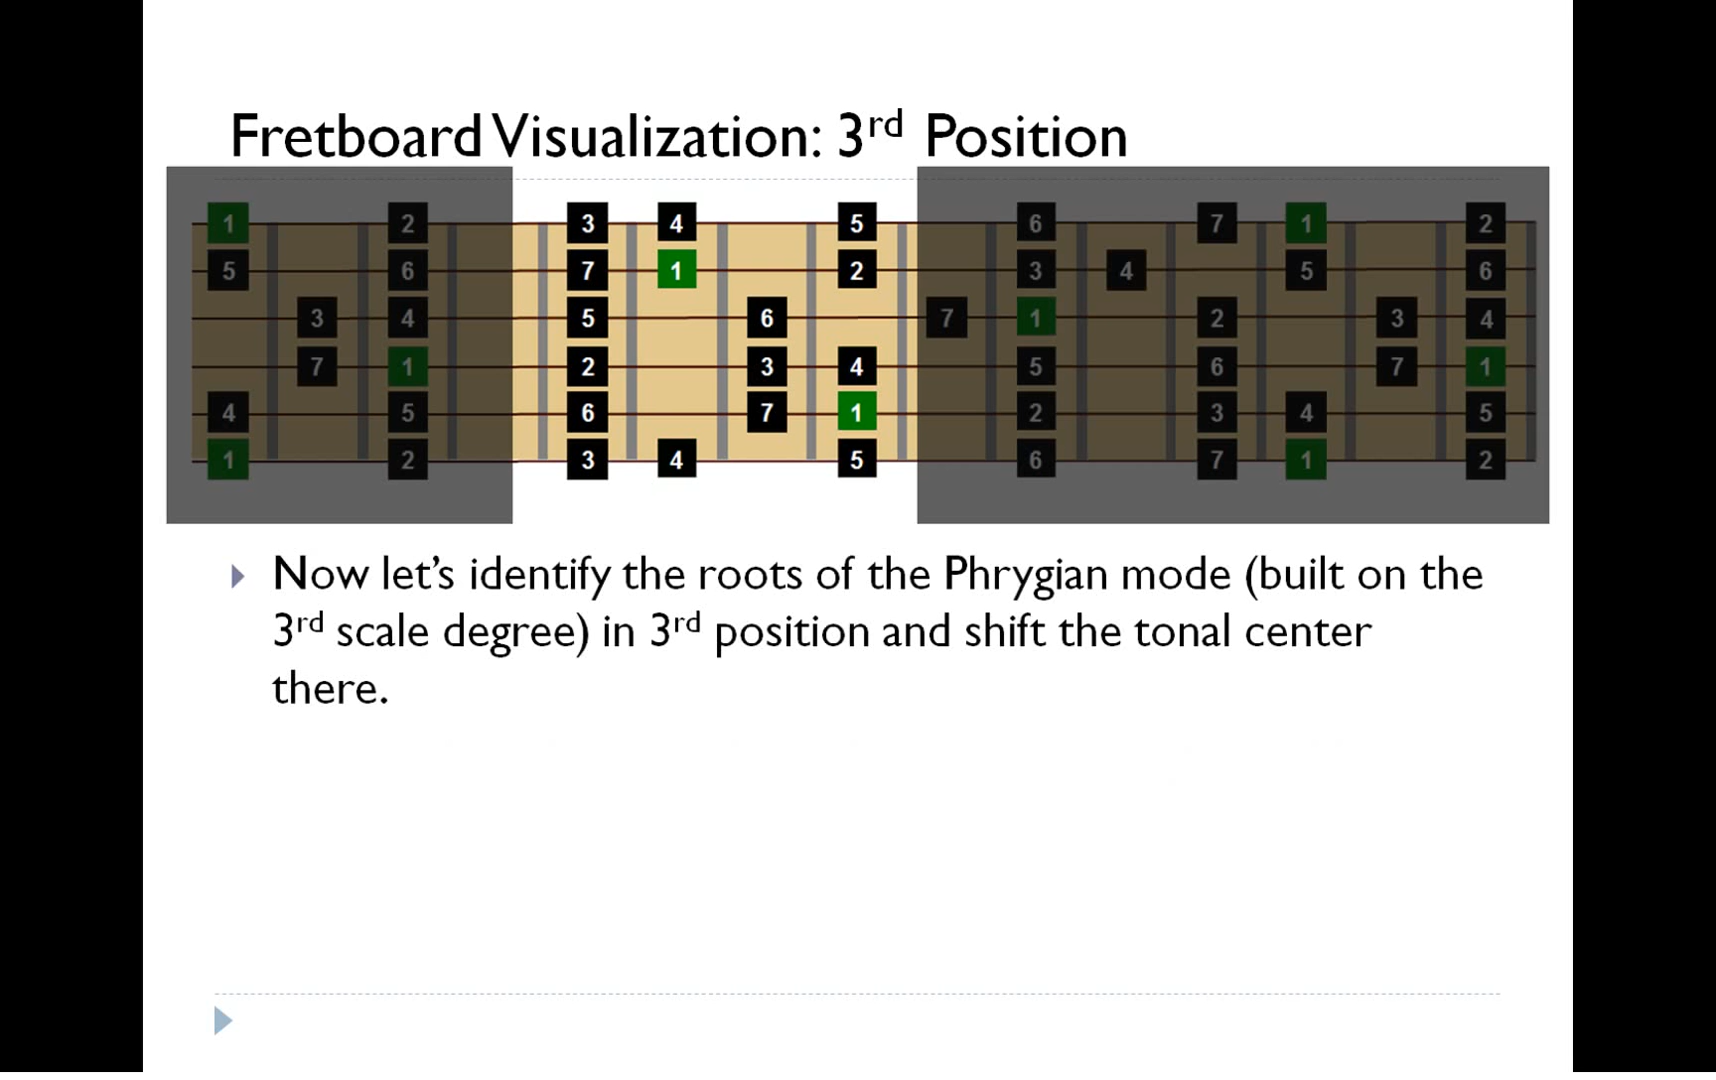 Fretboard Visualization: 3rd Position
1 2 3 4 5 6 7 1 2
5 6 7 1 2 3 4 5 6
3 4 5 6 7 1 2 3 4
7 1 2 3 4 5 6 7 1
4 5 6 7 1 2 3 4 5
1 2 3 4 5 6 7 1 2
Now let’s identify the roots of the Phrygian mode (built on the
3rd scale degree) in 3rd position and shift the tonal center
there.